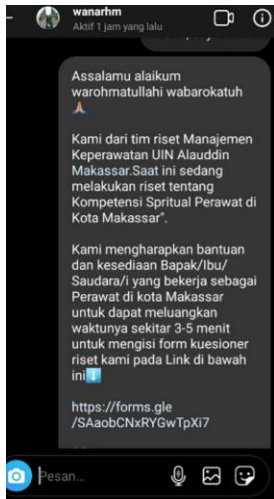 wanarhm
Aktif 1 jam yang lalu
Assalamu alaikum
warohmatullahi wabarokatuh
🙏🏽
Kami dari tim riset Manajemen
Keperawatan UIN Alauddin
Makassar.Saat ini sedang
melakukan riset tentang
Kompetensi Spritual Perawat di
Kota Makassar".
Kami mengharapkan bantuan
dan kesediaan Bapak/Ibu/
Saudara/i yang bekerja sebagai
Perawat di kota Makassar
untuk dapat meluangkan
waktunya sekitar 3-5 menit
untuk mengisi form kuesioner
riset kami pada Link di bawah
ini⬇️
https://forms.gle
/SAaobCNxRYGwTpXi7
Pesan...